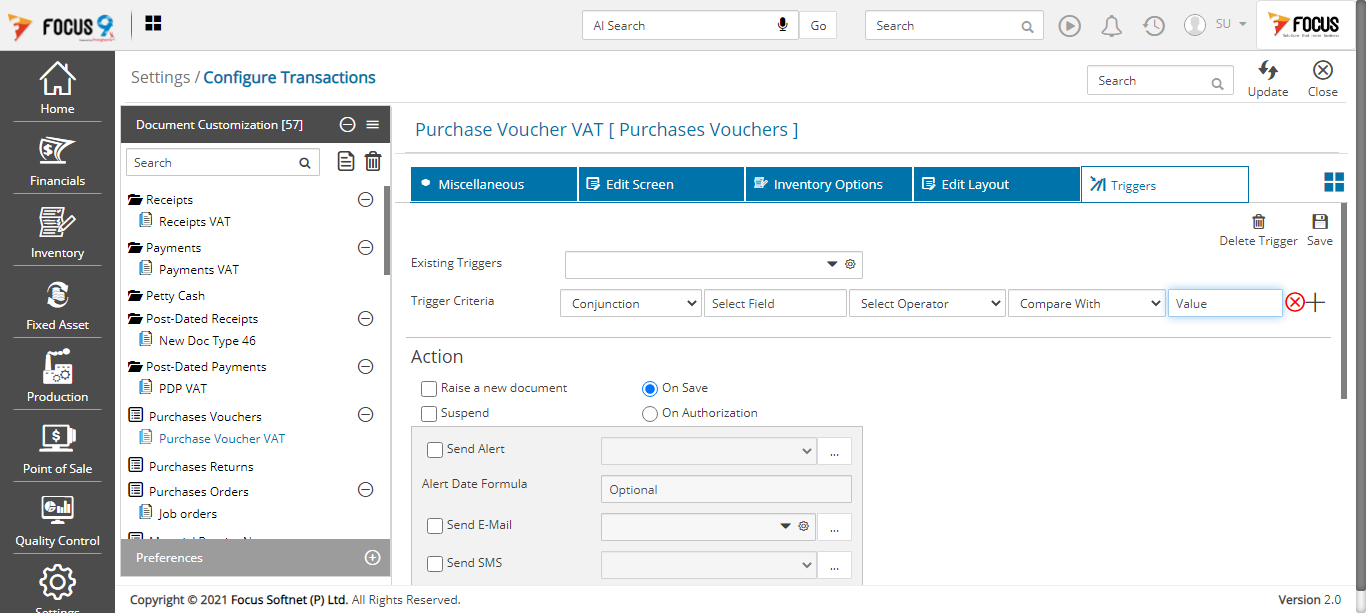 FOCUS 9
AI Search
Go
Search
SU
FOCUS
Home
Financials
Inventory
Fixed Asset
Production
Point of Sale
Quality Control
Settings
Settings / Configure Transactions
Search
Update
Close
Document Customization [57]
Search
Receipts
Receipts VAT
Payments
Payments VAT
Petty Cash
Post-Dated Receipts
New Doc Type 46
Post-Dated Payments
PDP VAT
Purchases Vouchers
Purchase Voucher VAT
Purchases Returns
Purchases Orders
Job orders
Preferences
Purchase Voucher VAT [ Purchases Vouchers ]
Miscellaneous
Edit Screen
Inventory Options
Edit Layout
Triggers
Delete Trigger
Save
Existing Triggers
Trigger Criteria
Conjunction
Select Field
Select Operator
Compare With
Value
Action
Raise a new document
On Save
Suspend
On Authorization
Send Alert
...
Alert Date Formula
Optional
Send E-Mail
...
Send SMS
...
Copyright © 2021 Focus Softnet (P) Ltd. All Rights Reserved.
Version 2.0